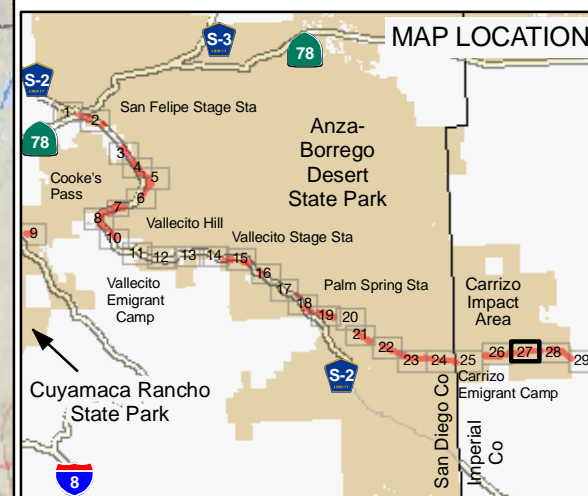 MAP LOCATION
S-3
78
S-2
COUNTY
COUNTY
1
2
San Felipe Stage Sta
78
3
4
5
6
Anza-
Borrego
Desert
State Park
Cooke's
Pass
7
8
Vallecito Hill
9
10
Vallecito Stage Sta
11
12
13
14
15
16
Vallecito
Emigrant
Camp
17
Palm Spring Sta
18
19
20
Carrizo
Impact
Area
21
22
23
24
25
26
27
28
29
S-2
COUNTY
Carrizo
Emigrant Camp
Cuyamaca Rancho
State Park
San Diego Co
Imperial
Co
8